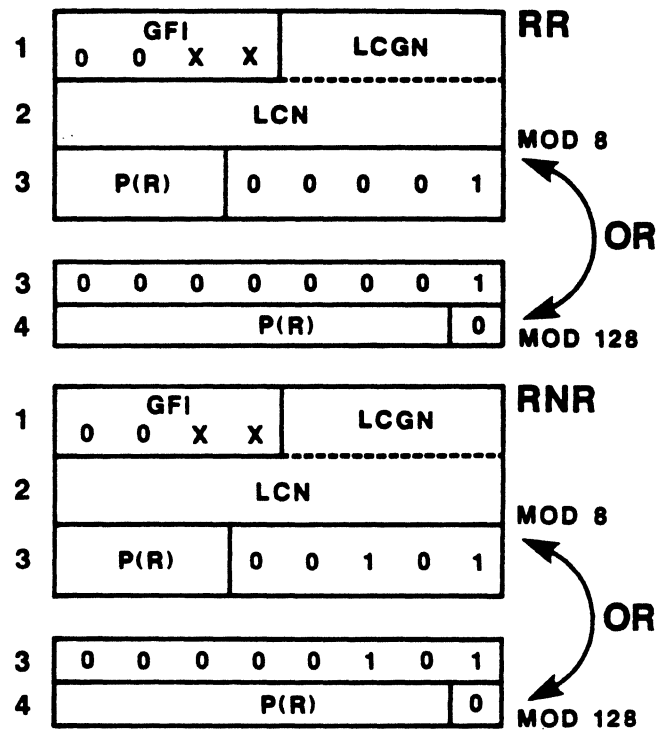 GFI LCGN RR
1 0 0 X X
2 LCN
MOD 8
3 P(R) 0 0 0 0 1
OR
3 0 0 0 0 0 0 0 1
4 P(R) 0
MOD 128
GFI LCGN RNR
1 0 0 X X
2 LCN
MOD 8
3 P(R) 0 0 1 0 1
OR
3 0 0 0 0 0 1 0 1
4 P(R) 0
MOD 128